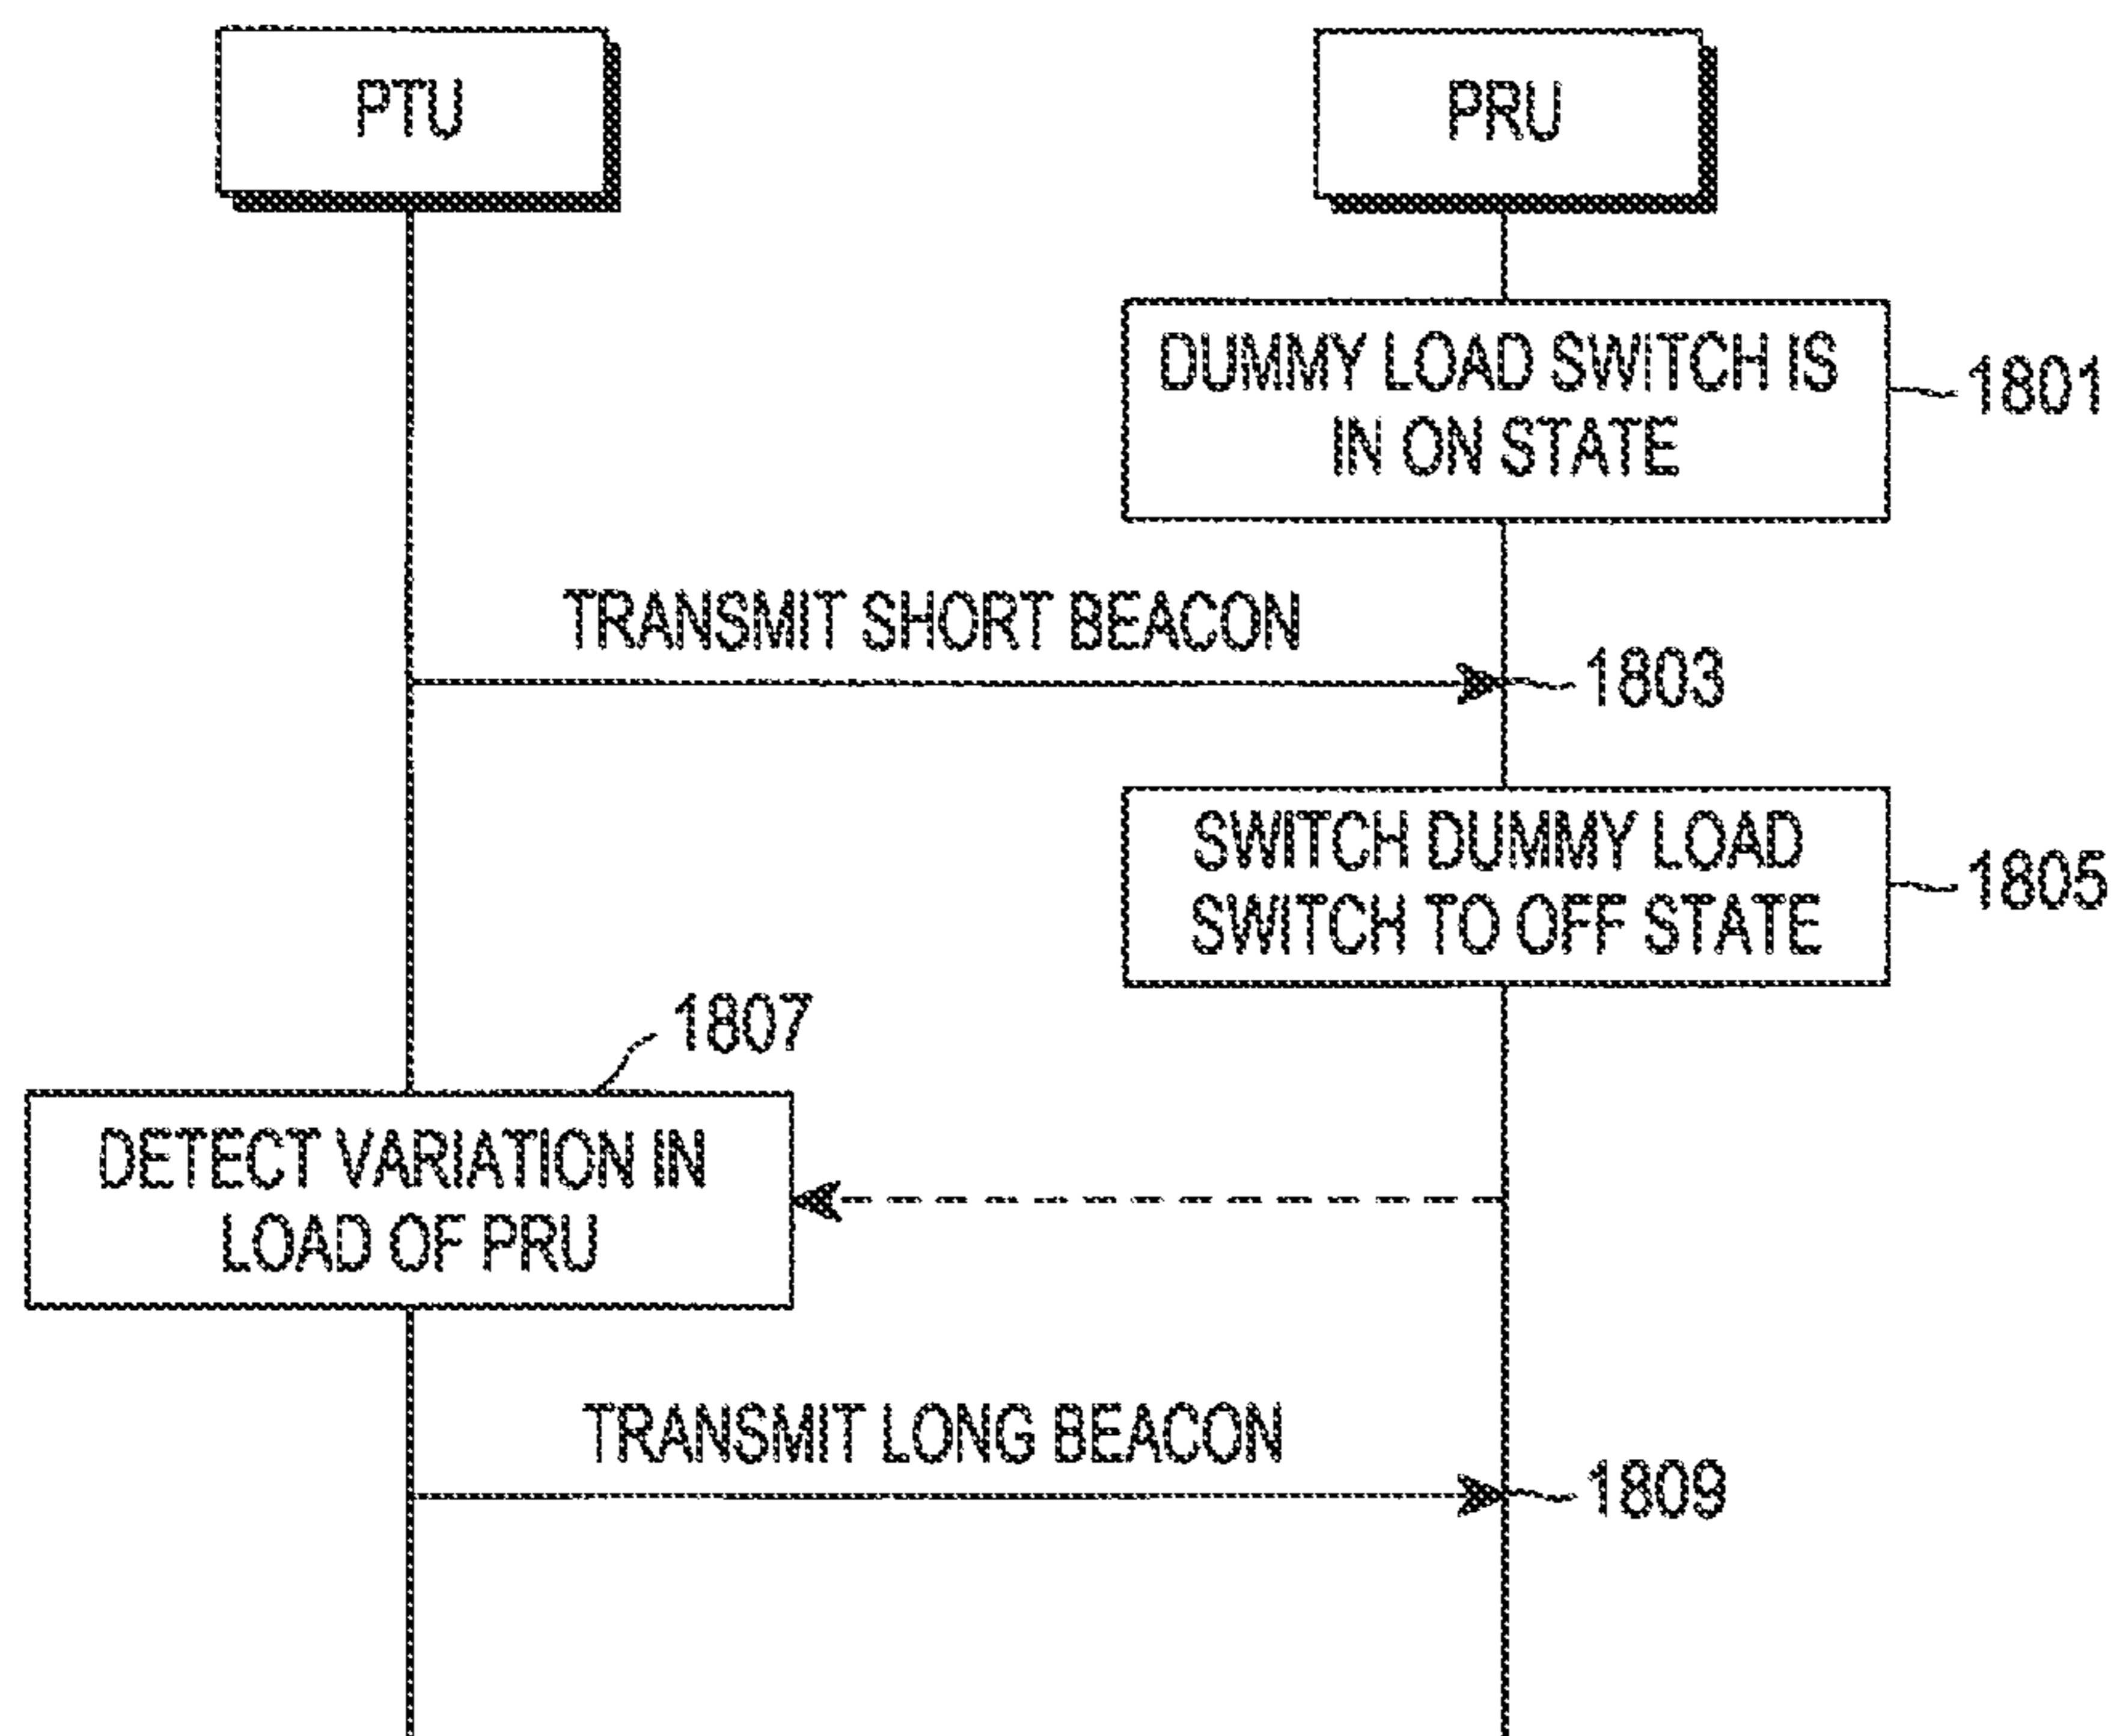 PTU
PRU
DUMMY LOAD SWITCH IS
IN ON STATE
1801
TRANSMIT SHORT BEACON
1803
SWITCH DUMMY LOAD
SWITCH TO OFF STATE
1805
1807
DETECT VARIATION IN
LOAD OF PRU
TRANSMIT LONG BEACON
1809